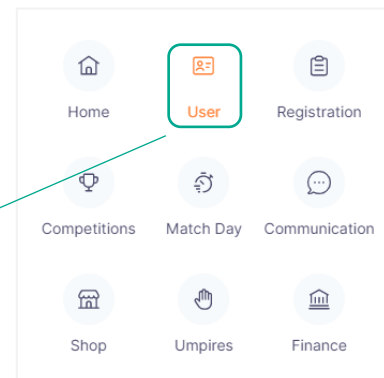 Home User Registration
Competitions Match Day Communication
Shop Umpires Finance